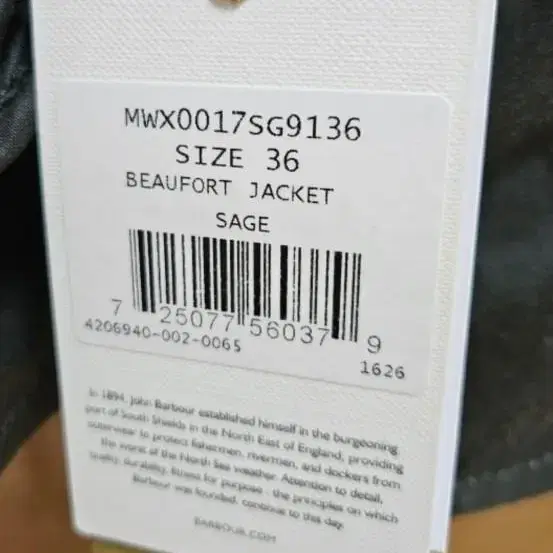 MWX0017SG9136
SIZE 36
BEAUFORT JACKET
SAGE
7 25077 56037 9
4206940-002-0065
1626
In 1894, John Barbour established himself in the burgeoning
port of South Shields in the North East of England, providing
outerwear to protect fishermen, rivermen, and dockers from
the worst of the North Sea weather. Attention to detail,
quality, durability, fitness for purpose - the principles on which
Barbour was founded, continue to this day.
BARBOUR.COM